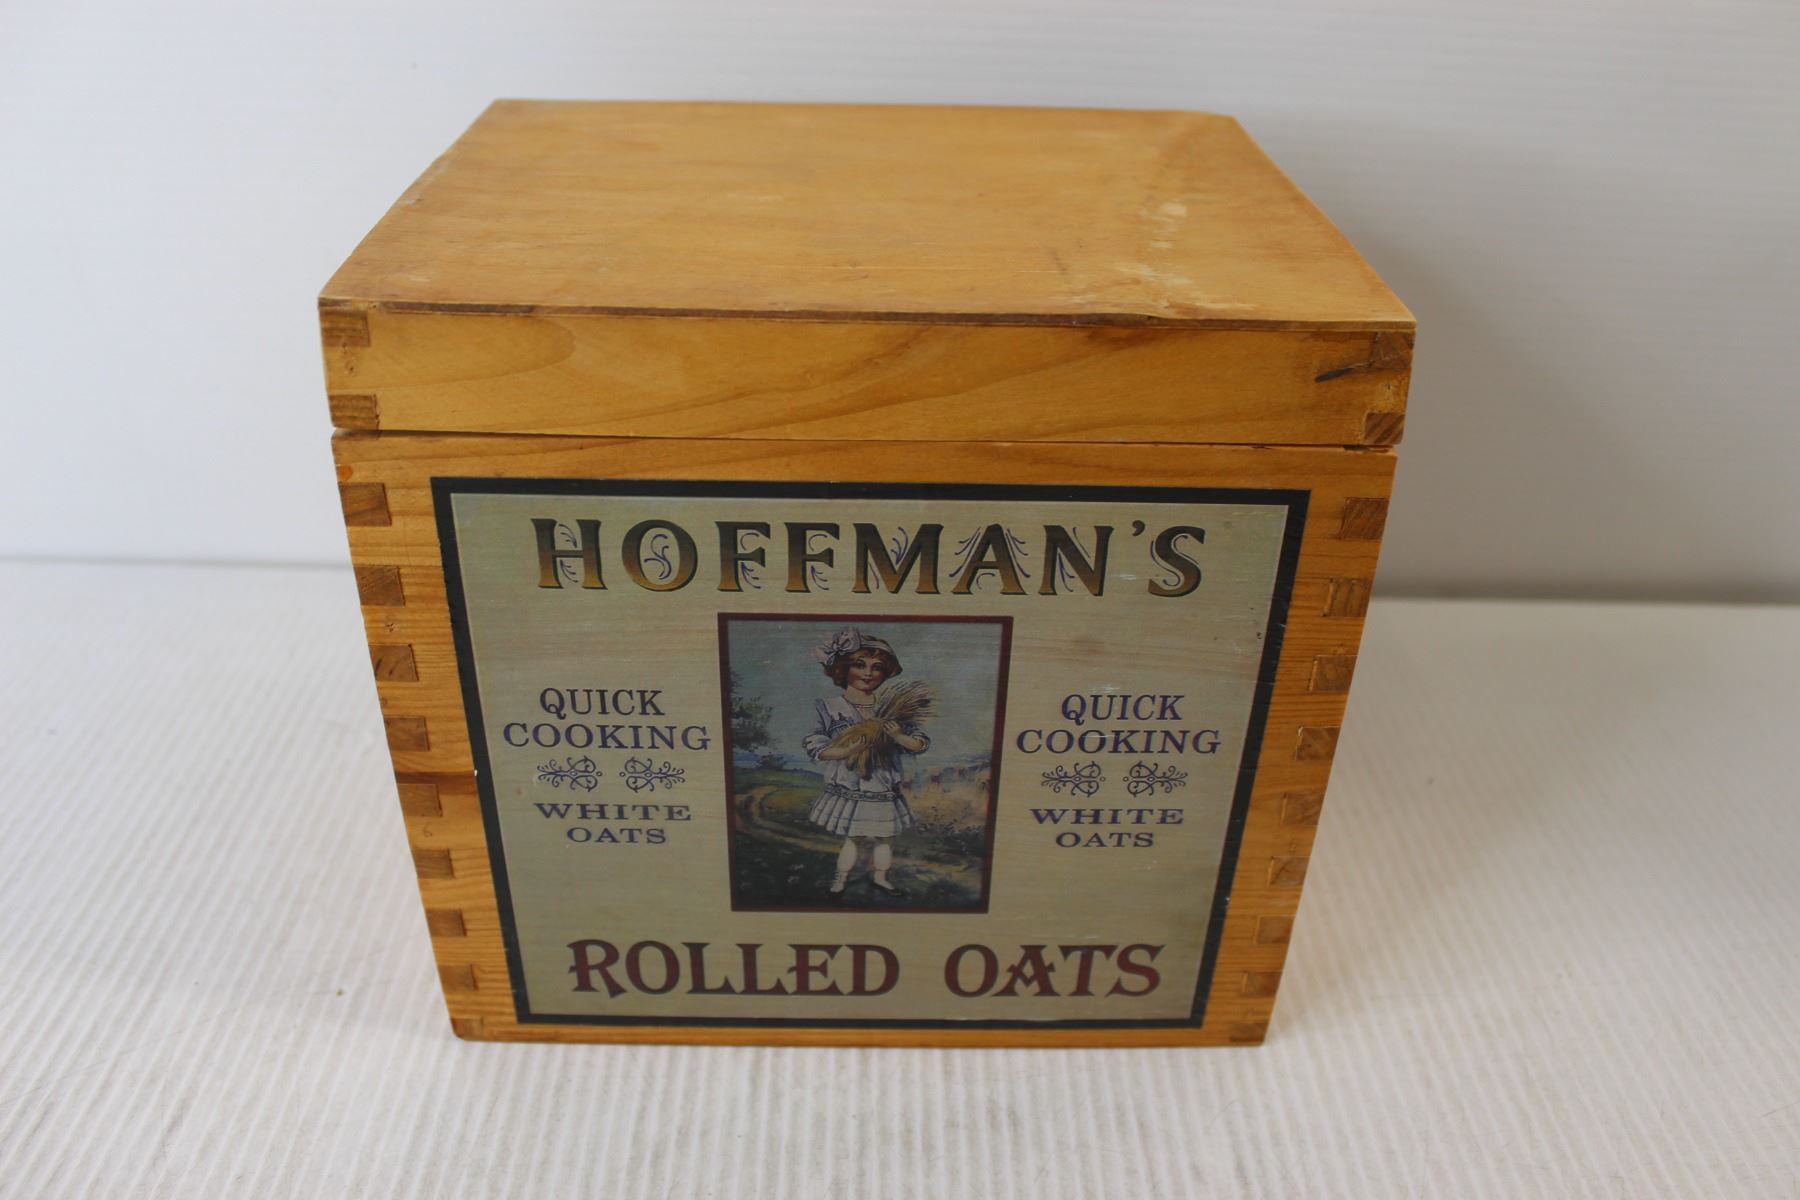 HOFFMAN'S
QUICK
COOKING
WHITE
OATS
QUICK
COOKING
WHITE
OATS
ROLLED OATS